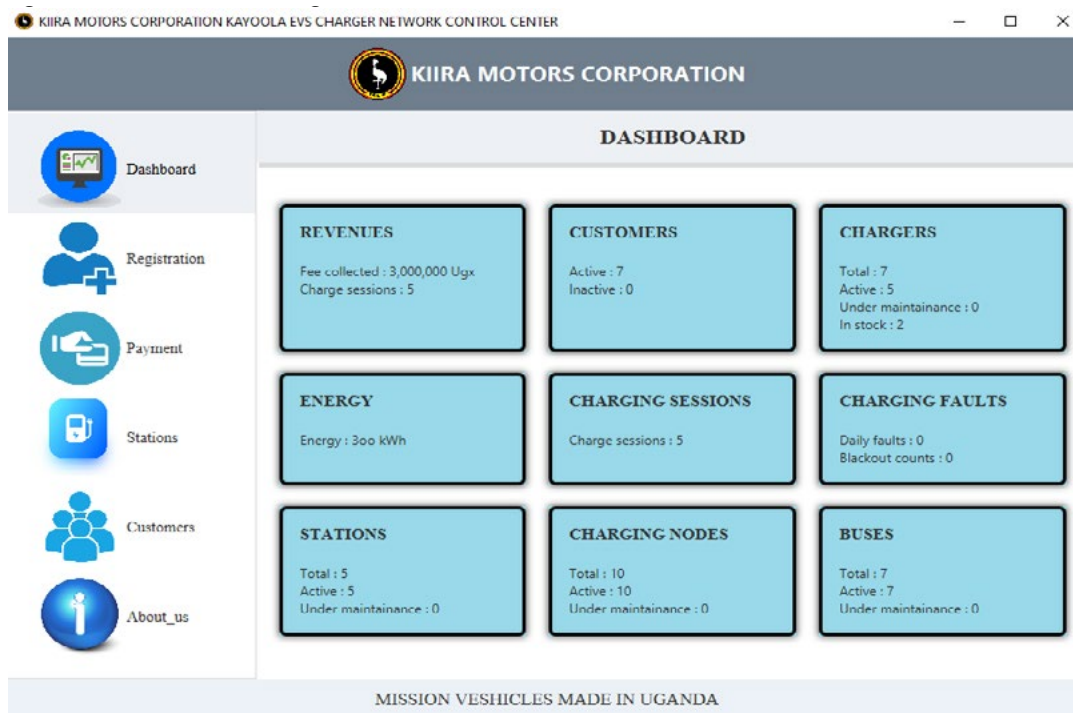 KIIRA MOTORS CORPORATION KAYOOLA EVS CHARGER NETWORK CONTROL CENTER
KIIRA MOTORS CORPORATION
DASHBOARD
Dashboard
Registration
Payment
Stations
Customers
About_us
REVENUES
Fee collected : 3,000,000 Ugx
Charge sessions : 5
CUSTOMERS
Active : 7
Inactive : 0
CHARGERS
Total : 7
Active : 5
Under maintainance : 0
In stock : 2
ENERGY
Energy : 3oo kWh
CHARGING SESSIONS
Charge sessions : 5
CHARGING FAULTS
Daily faults : 0
Blackout counts : 0
STATIONS
Total : 5
Active : 5
Under maintainance : 0
CHARGING NODES
Total : 10
Active : 10
Under maintainance : 0
BUSES
Total : 7
Active : 7
Under maintainance : 0
MISSION VESHICLES MADE IN UGANDA